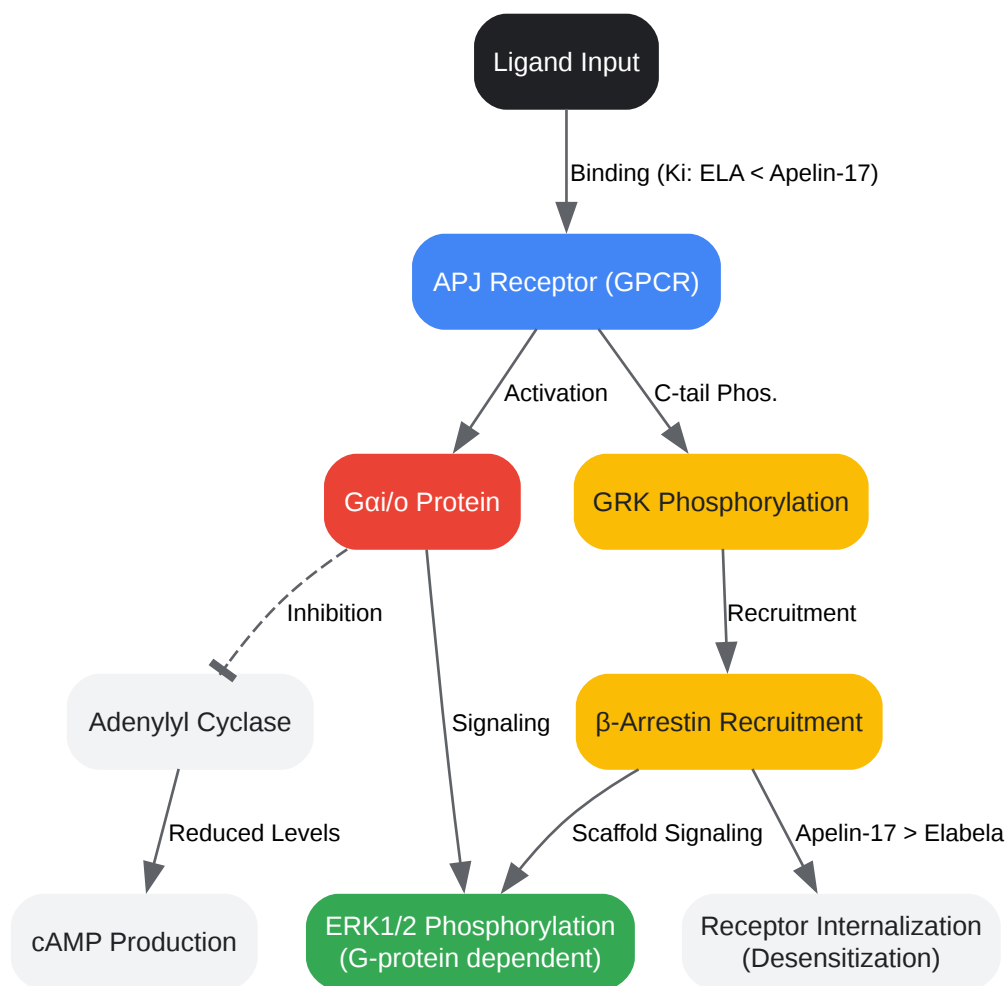 Ligand Input
Binding (Ki: ELA < Apelin-17)
APJ Receptor (GPCR)
Activation
C-tail Phos.
Gαi/o Protein
GRK Phosphorylation
Inhibition
Recruitment
Adenylyl Cyclase
Signaling
β-Arrestin Recruitment
Reduced Levels
Scaffold Signaling
Apelin-17 > Elabela
cAMP Production
ERK1/2 Phosphorylation
(G-protein dependent)
Receptor Internalization
(Desensitization)